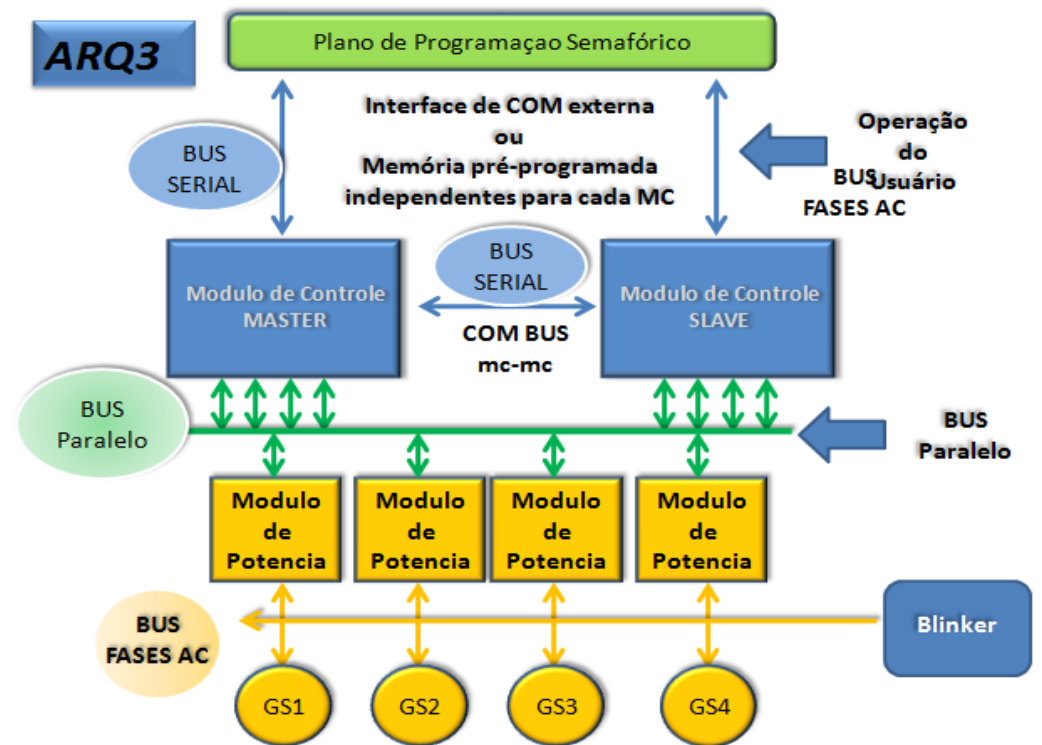 ARQ3
Plano de Programaçao Semafórico
Interface de COM externa
ou
Memória pré-programada
independentes para cada MC
BUS
SERIAL
Operação
do
Usuário
BUS
FASES AC
BUS
SERIAL
Modulo de Controle
MASTER
Modulo de Controle
SLAVE
COM BUS
mc-mc
BUS
Paralelo
BUS
Paralelo
Modulo
de
Potencia
Modulo
de
Potencia
Modulo
de
Potencia
Modulo
de
Potencia
BUS
FASES AC
Blinker
GS1
GS2
GS3
GS4